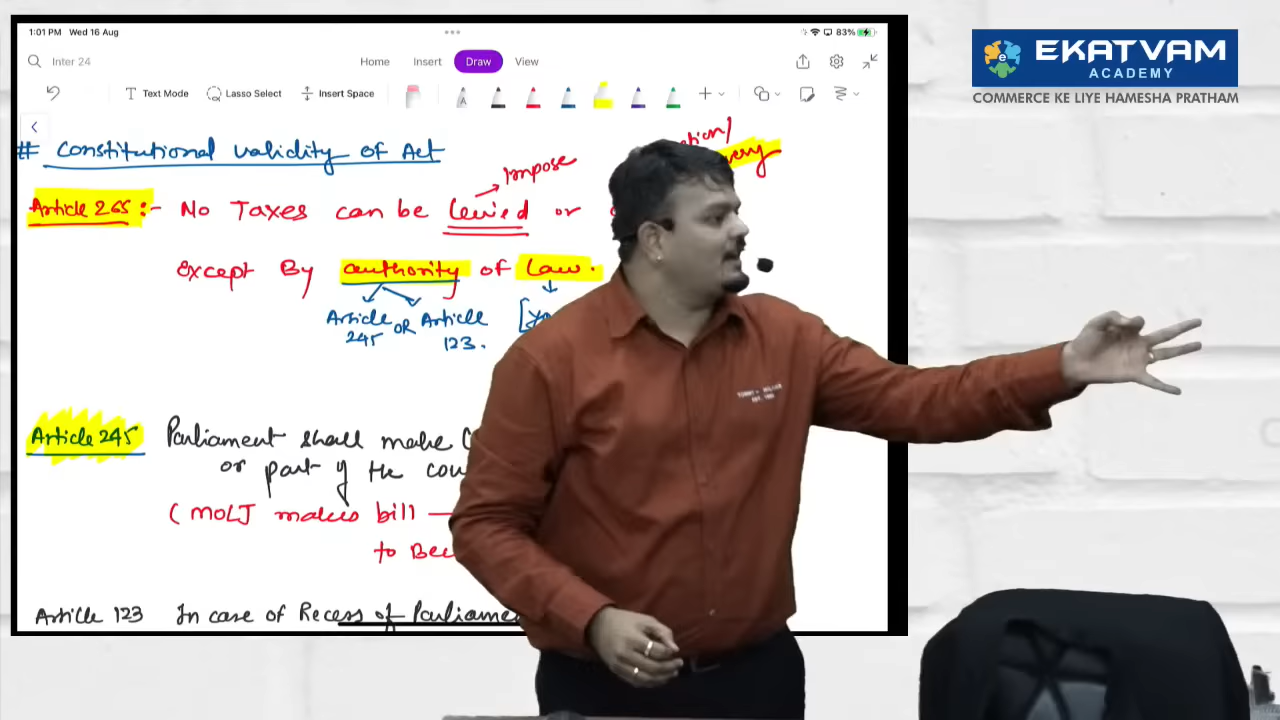 1:01 PM Wed 16 Aug
83%
Inter 24
Home Insert Draw View
Text Mode Lasso Select Insert Space
# Constitutional validity of Act
Impose
Article 265 :- No Taxes can be levied or
Except By authority of law.
Article 245 OR Article 123.
Article 245 Parliament shall make
or part of the
(MOLJ makes bill —
to
Article 123 In case of Recess of
EKATVAM
ACADEMY
COMMERCE KE LIYE HAMESHA PRATHAM
TOMMY HILFIGER